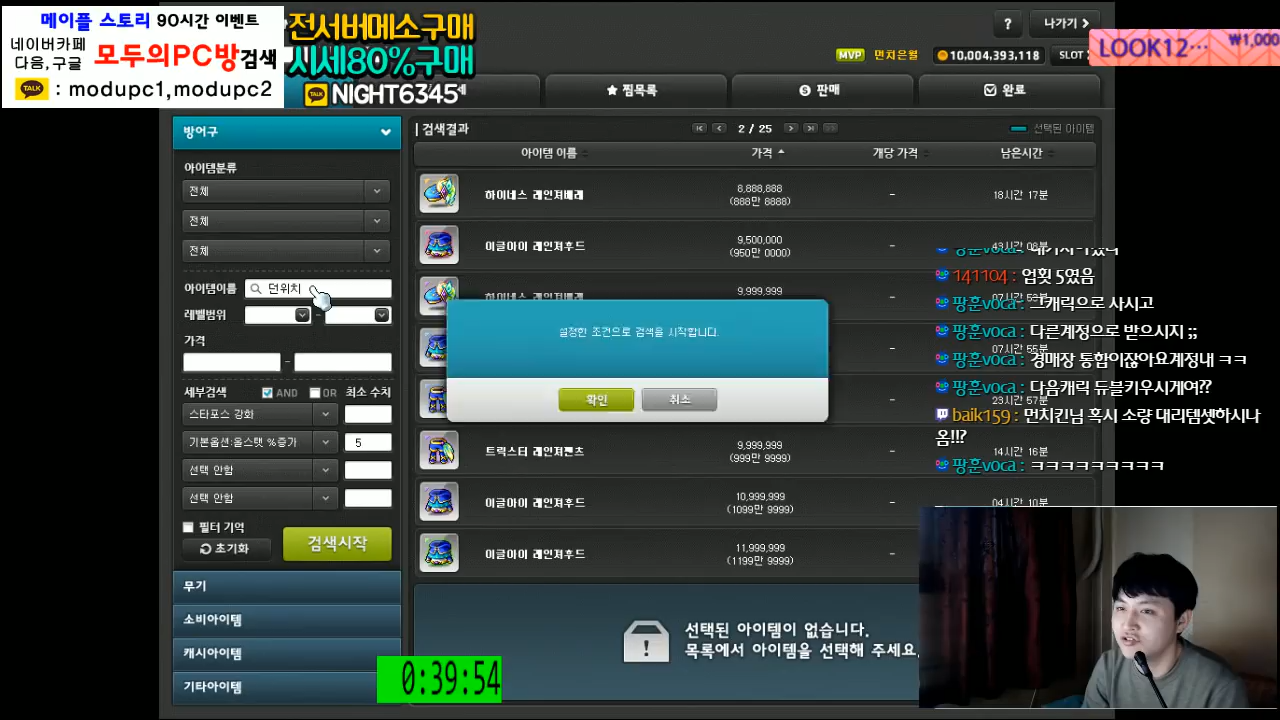 메이플 스토리 90시간 이벤트
네이버카페
다음,구글 모두의PC방검색
TALK : modupc1,modupc2
전서버메소구매
시세80%구매
TALK NIGHT6345
? 나가기
MVP 면치은월 10,004,393,118 SLOT
LOOK12… ₩1,000
찜목록
판매
완료
방어구
아이템분류
전체
전체
전체
아이템이름 던위치
레벨범위 -
가격
-
세부검색 AND OR 최소 수치
스타포스 강화
기본옵션:올스탯 %증가 5
선택 안함
선택 안함
필터 기억
초기화
검색시작
무기
소비아이템
캐시아이템
기타아이템
검색결과 2 / 25 선택된 아이템
아이템 이름 가격 개당 가격 남은시간
하이네스 레인져베레 8,888,888 - 18시간 17분
(888만 8888)
이글아이 레인져후드 9,500,000 - 43시간 08분
(950만 0000)
하이네스 레인져베레 9,999,999
07시간 55분
23시간 57분
트릭스터 레인져팬츠 9,999,999 - 14시간 16분
(999만 9999)
이글아이 레인져후드 10,999,999 - 04시간 10분
(1099만 9999)
이글아이 레인져후드 11,999,999 -
(1199만 9999)
설정한 조건으로 검색을 시작합니다.
확인 취소
팡훈voca :
141104 : 업횟 5였음
팡훈voca : 그캐릭으로 사시고
팡훈voca : 다른계정으로 받으시지 ;;
팡훈voca : 경매장 통합이잖아요계정내 ㅋㅋ
팡훈voca : 다음캐릭 듀블키우시게여??
baik159 : 먼치킨님 혹시 소량 대리템셋하시나
옴!!?
팡훈voca : ㅋㅋㅋㅋㅋㅋㅋㅋㅋ
선택된 아이템이 없습니다.
목록에서 아이템을 선택해 주세요.
0:39:54